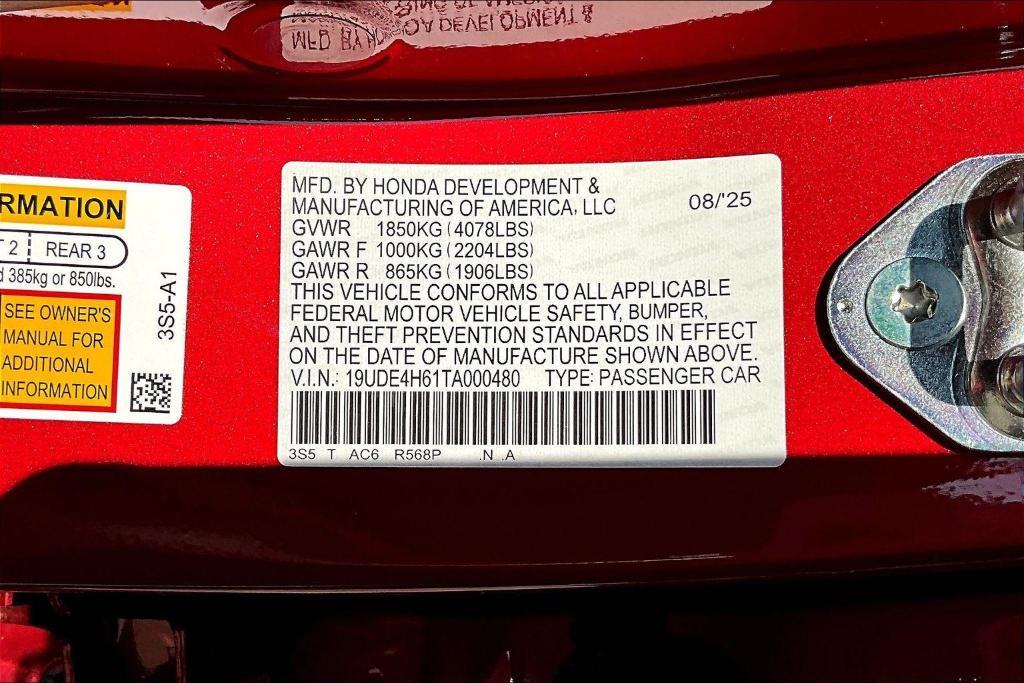 RMATION
2 REAR 3
385kg or 850lbs.
SEE OWNER'S
MANUAL FOR
ADDITIONAL
INFORMATION
3S5-A1
MFD. BY HONDA DEVELOPMENT &
MANUFACTURING OF AMERICA, LLC 08/'25
GVWR 1850KG (4078LBS)
GAWR F 1000KG (2204LBS)
GAWR R 865KG (1906LBS)
THIS VEHICLE CONFORMS TO ALL APPLICABLE
FEDERAL MOTOR VEHICLE SAFETY, BUMPER,
AND THEFT PREVENTION STANDARDS IN EFFECT
ON THE DATE OF MANUFACTURE SHOWN ABOVE.
V.I.N.: 19UDE4H61TA000480 TYPE: PASSENGER CAR
3S5 T AC6 R568P .N .A